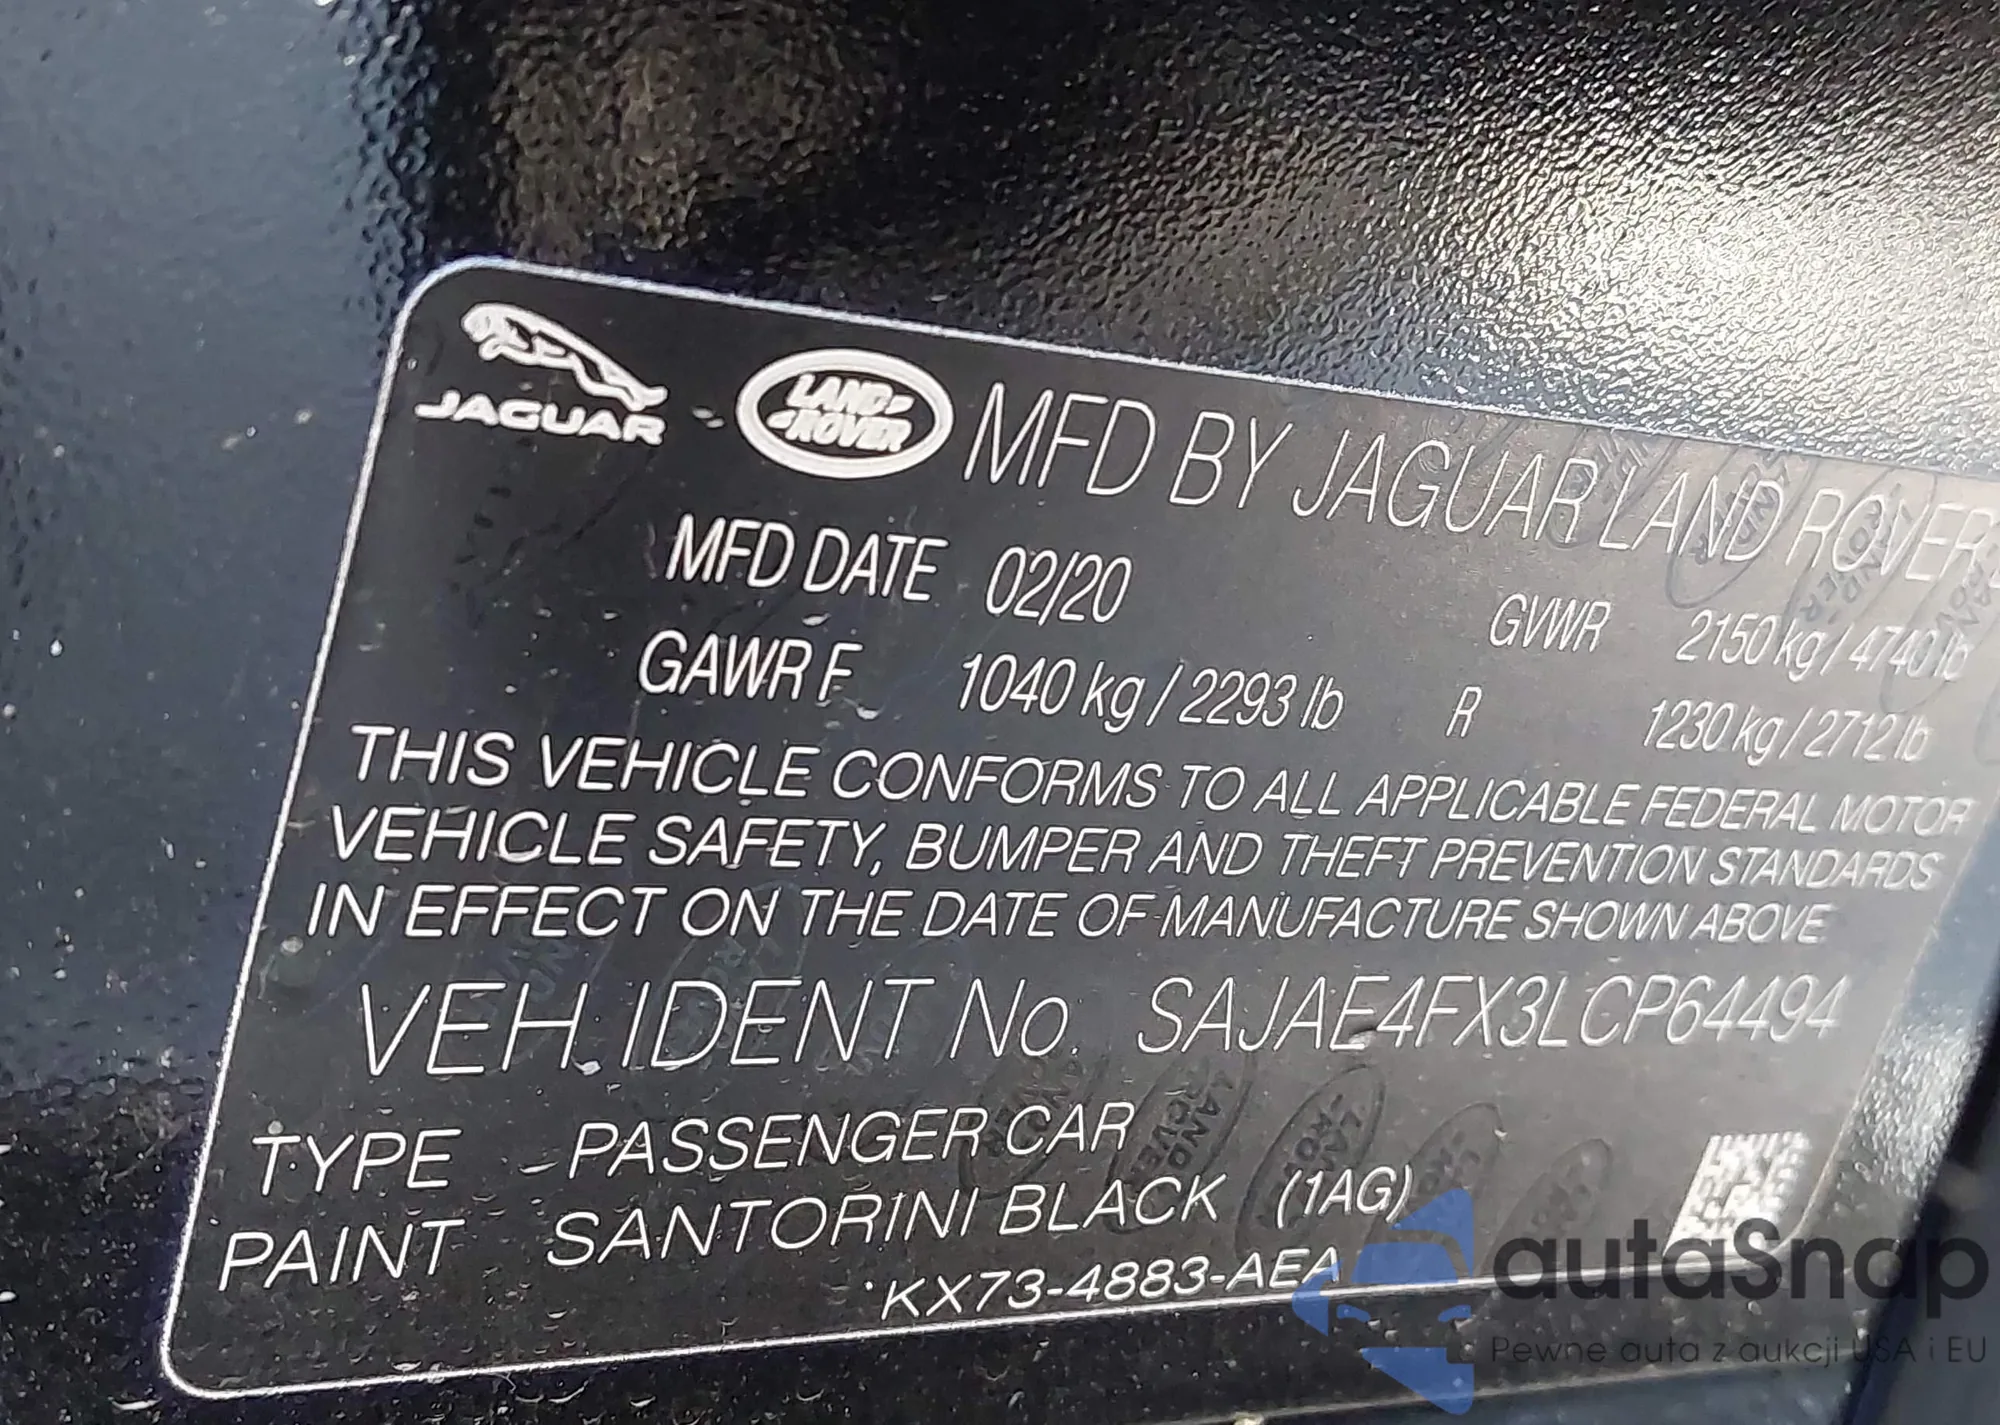 JAGUAR
LAND ROVER
MFD BY JAGUAR LAND ROVER
MFD DATE 02/20 GVWR 2150 kg / 4740 lb
GAWR F 1040 kg / 2293 lb R 1230 kg / 2712 lb
THIS VEHICLE CONFORMS TO ALL APPLICABLE FEDERAL MOTOR
VEHICLE SAFETY, BUMPER AND THEFT PREVENTION STANDARDS
IN EFFECT ON THE DATE OF MANUFACTURE SHOWN ABOVE
VEH. IDENT No. SAJAE4FX3LCP64494
TYPE PASSENGER CAR
PAINT SANTORINI BLACK (1AG)
KX73-4883-AEA
autaSnap
Pewne auta z aukcji USA i EU